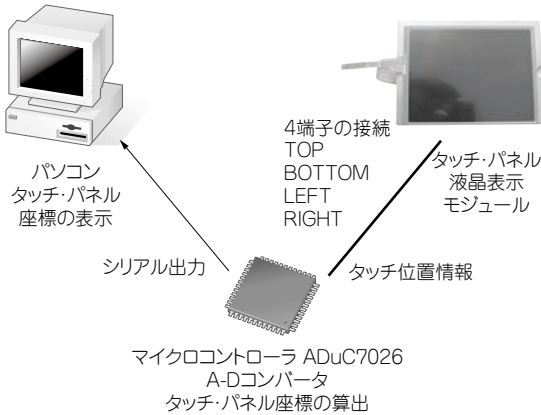 4端子の接続
TOP
BOTTOM
LEFT
RIGHT
タッチ・パネル
液晶表示
モジュール
パソコン
タッチ・パネル
座標の表示
シリアル出力
タッチ位置情報
マイクロコントローラ ADuC7026
A-Dコンバータ
タッチ・パネル座標の算出